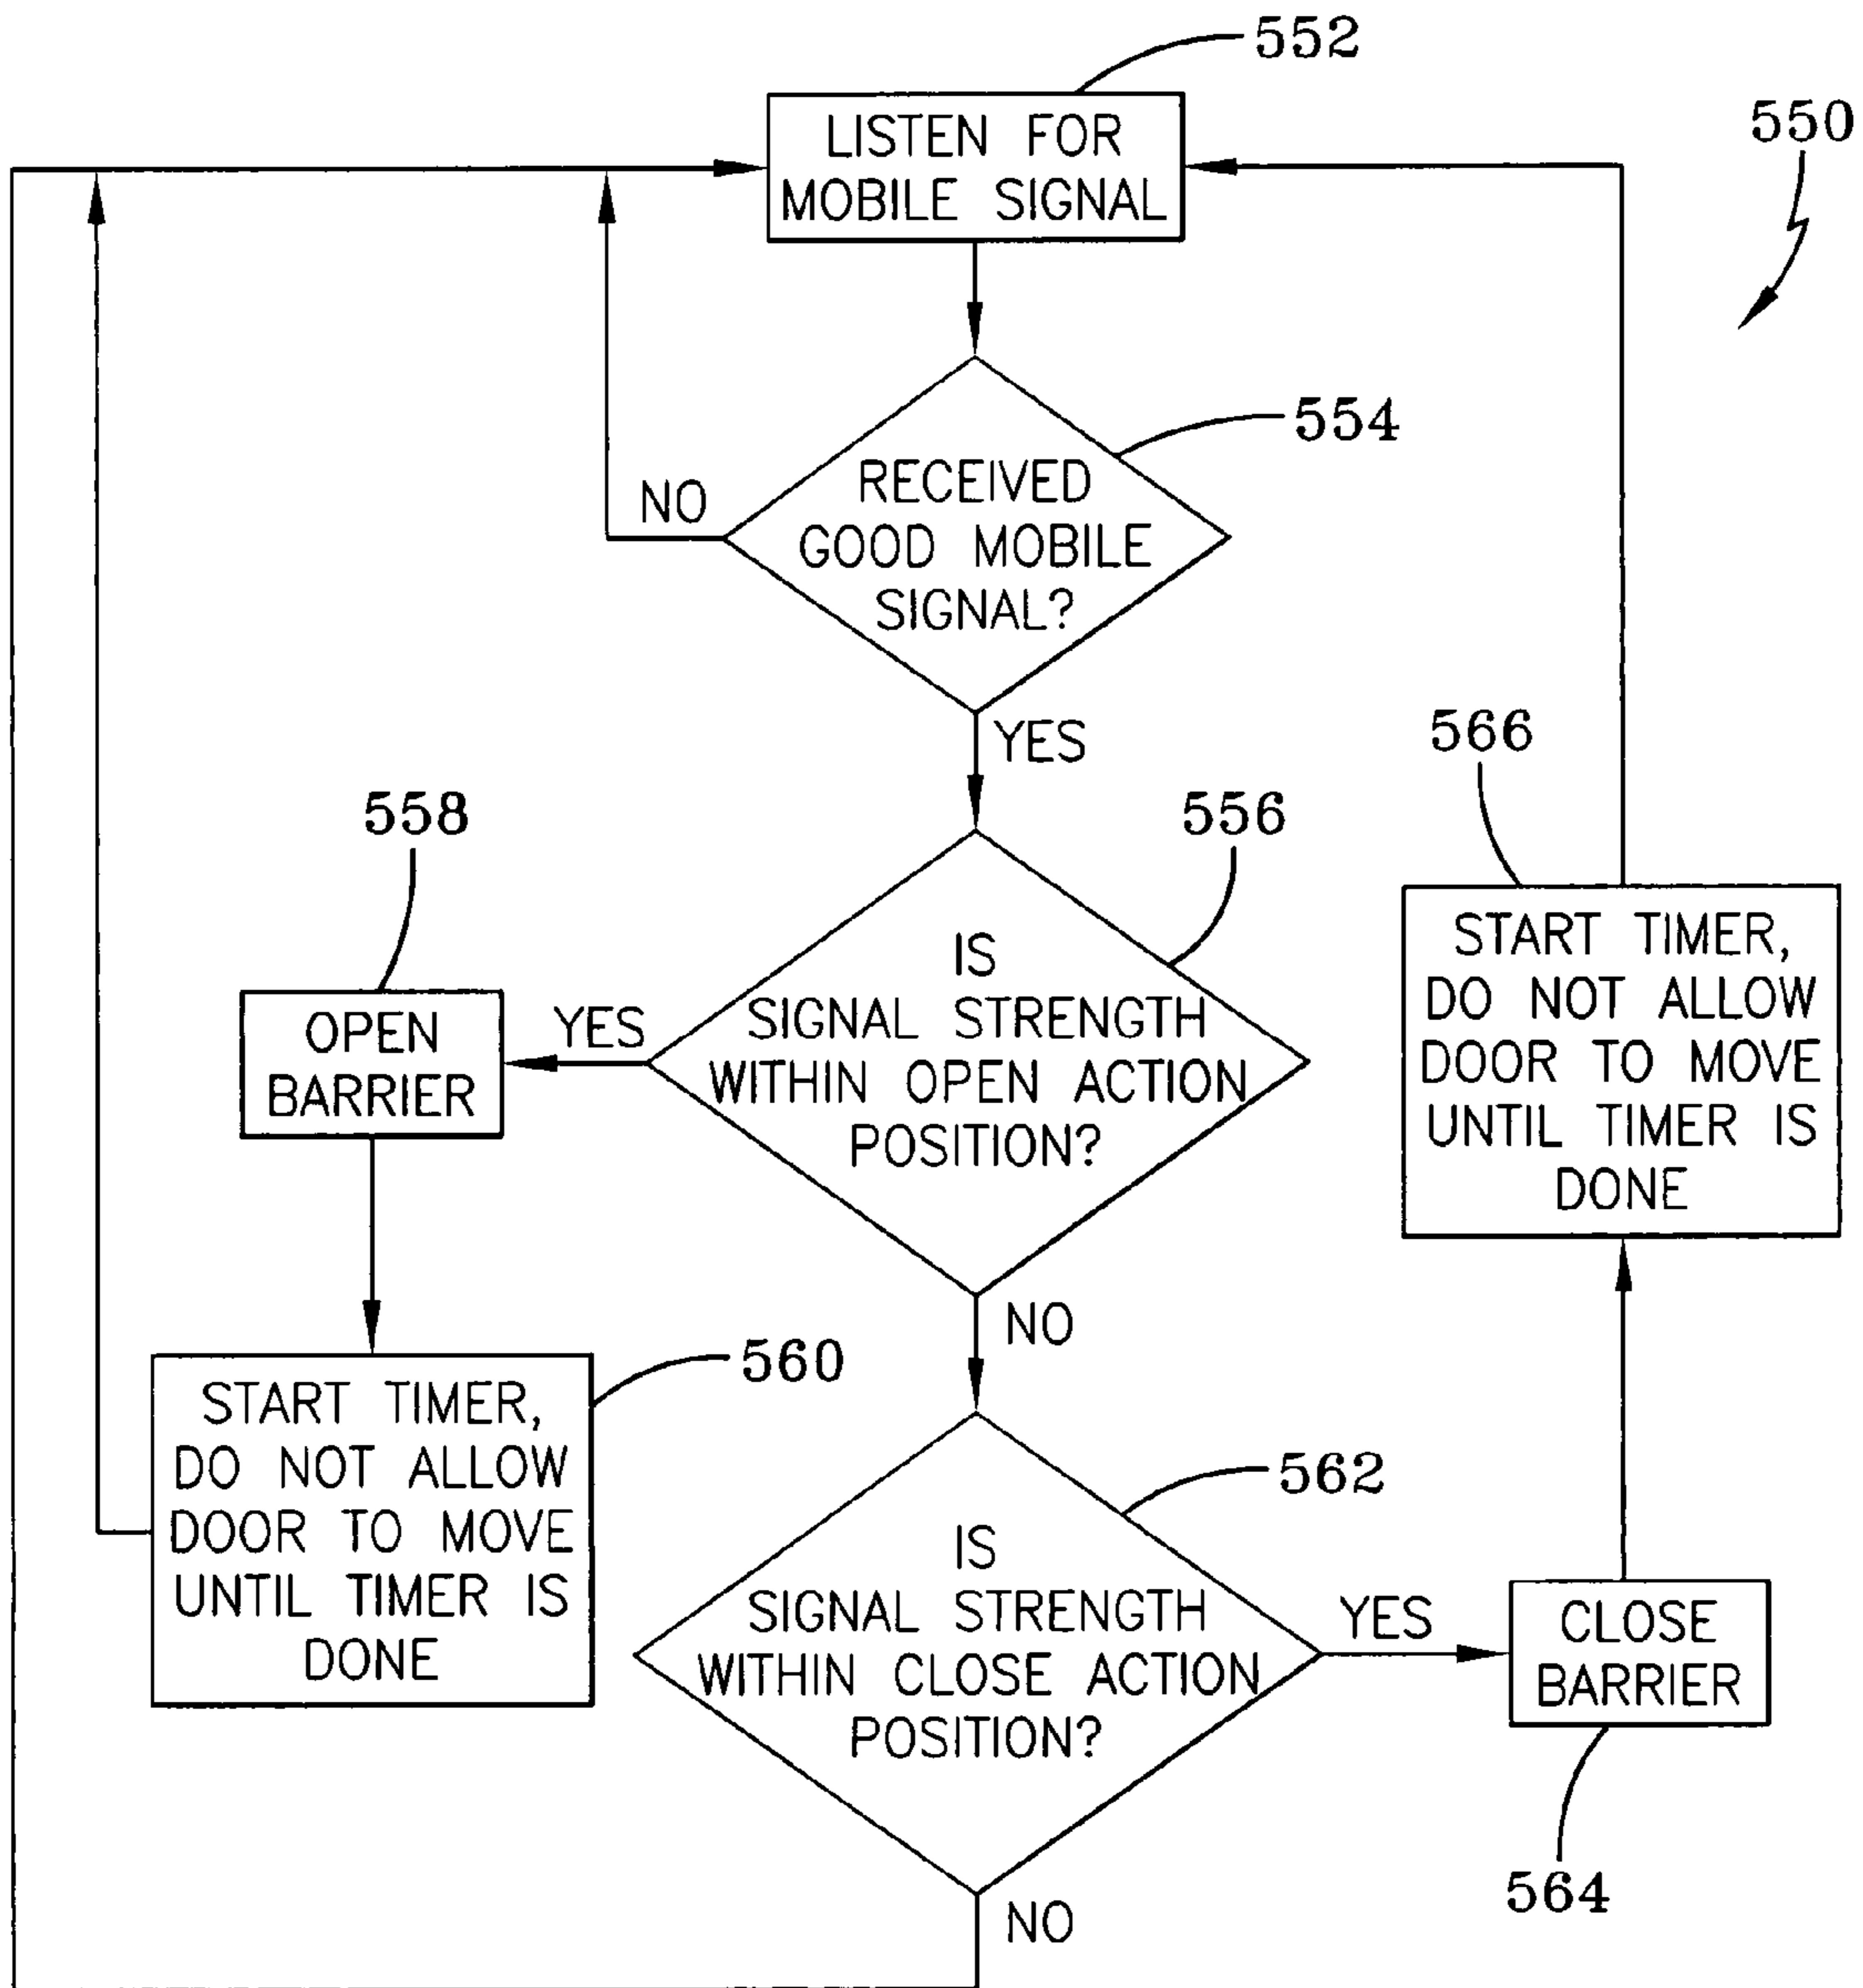 552
LISTEN FOR
MOBILE SIGNAL
550
554
RECEIVED
GOOD MOBILE
SIGNAL?
NO
YES
566
558
556
IS
SIGNAL STRENGTH
WITHIN OPEN ACTION
POSITION?
YES
OPEN
BARRIER
START TIMER,
DO NOT ALLOW
DOOR TO MOVE
UNTIL TIMER IS
DONE
NO
560
START TIMER,
DO NOT ALLOW
DOOR TO MOVE
UNTIL TIMER IS
DONE
562
IS
SIGNAL STRENGTH
WITHIN CLOSE ACTION
POSITION?
YES
CLOSE
BARRIER
564
NO